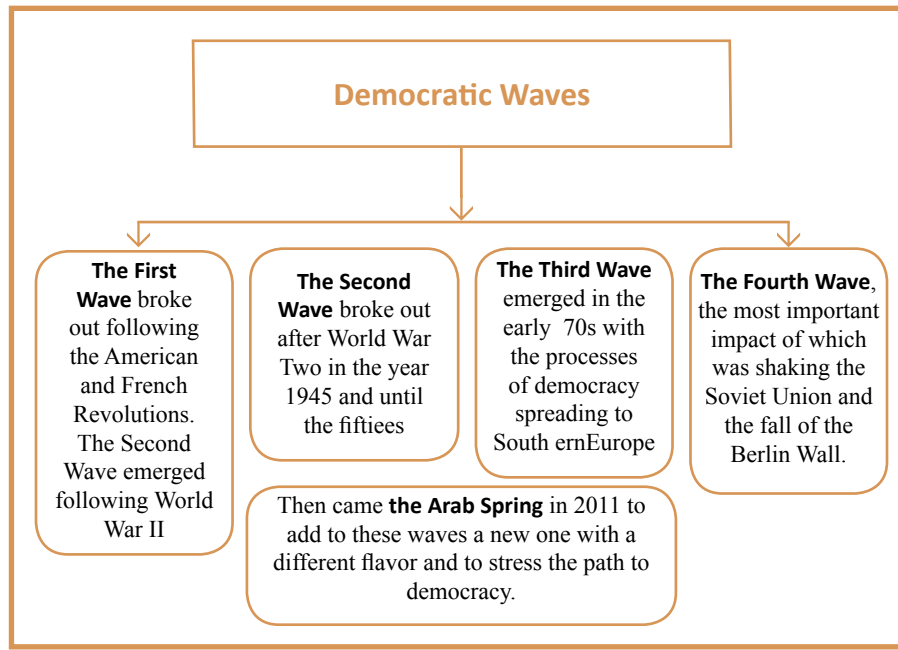 Democratic Waves
The First
Wave broke
out following
the American
and French
Revolutions.
The Second
Wave emerged
following World
War II
The Second
Wave broke out
after World War
Two in the year
1945 and until
the fiftiees
The Third Wave
emerged in the
early 70s with
the processes
of democracy
spreading to
South ernEurope
The Fourth Wave,
the most important
impact of which
was shaking the
Soviet Union and
the fall of the
Berlin Wall.
Then came the Arab Spring in 2011 to
add to these waves a new one with a
different flavor and to stress the path to
democracy.